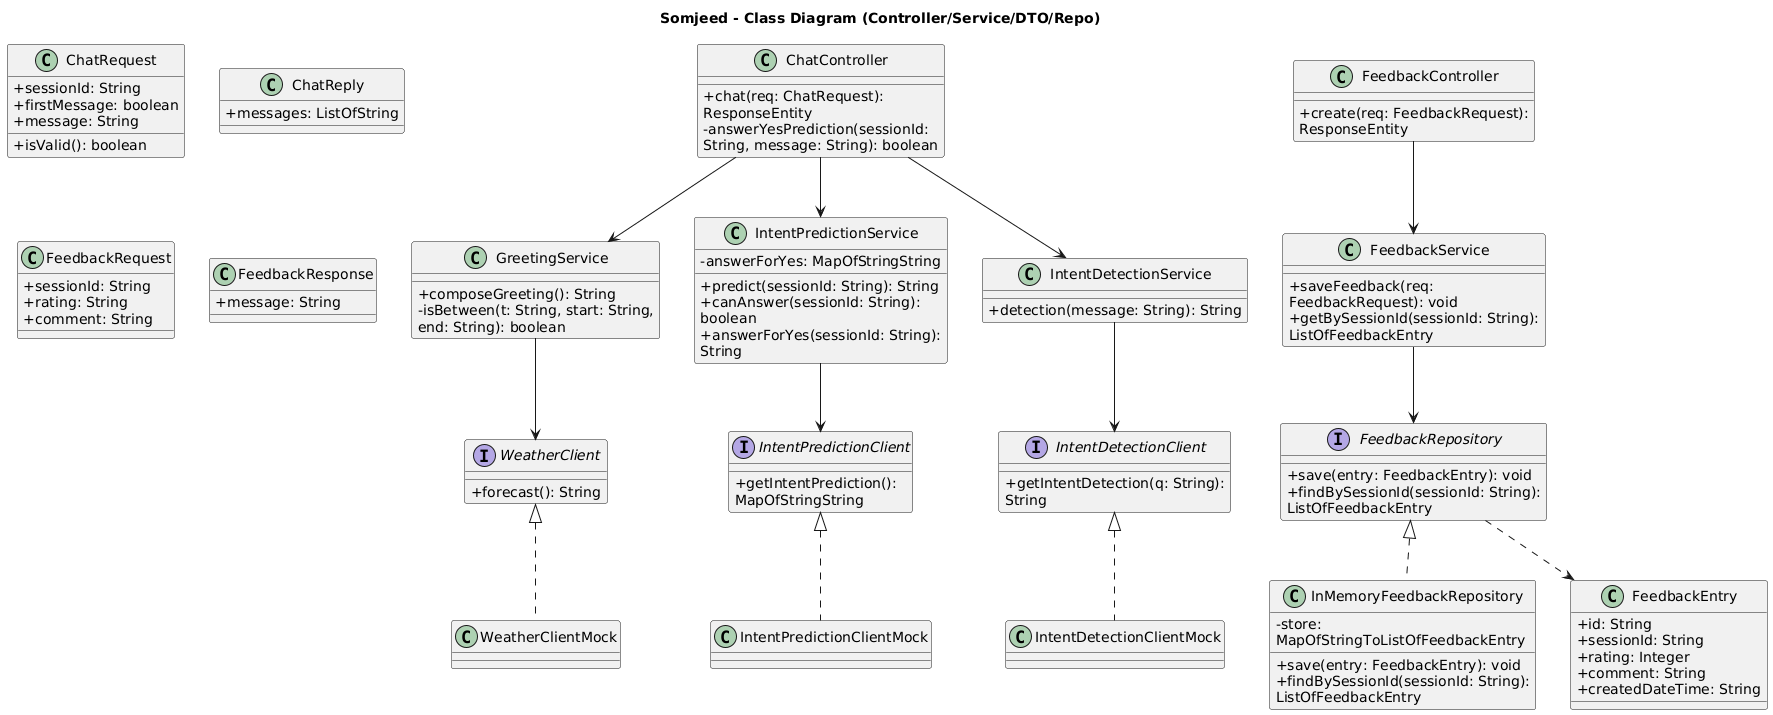 Somjeed - Class Diagram (Controller/Service/DTO/Repo)
C ChatRequest
+sessionId: String
+firstMessage: boolean
+message: String
+isValid(): boolean
C ChatReply
+messages: ListOfString
C ChatController
+chat(req: ChatRequest):
ResponseEntity
-answerYesPrediction(sessionId:
String, message: String): boolean
C FeedbackController
+create(req: FeedbackRequest):
ResponseEntity
C FeedbackRequest
+sessionId: String
+rating: String
+comment: String
C FeedbackResponse
+message: String
C GreetingService
+composeGreeting(): String
-isBetween(t: String, start: String,
end: String): boolean
C IntentPredictionService
-answerForYes: MapOfStringString
+predict(sessionId: String): String
+canAnswer(sessionId: String):
boolean
+answerForYes(sessionId: String):
String
C IntentDetectionService
+detection(message: String): String
C FeedbackService
+saveFeedback(req:
FeedbackRequest): void
+getBySessionId(sessionId: String):
ListOfFeedbackEntry
I WeatherClient
+forecast(): String
I IntentPredictionClient
+getIntentPrediction():
MapOfStringString
I IntentDetectionClient
+getIntentDetection(q: String):
String
I FeedbackRepository
+save(entry: FeedbackEntry): void
+findBySessionId(sessionId: String):
ListOfFeedbackEntry
C WeatherClientMock
C IntentPredictionClientMock
C IntentDetectionClientMock
C InMemoryFeedbackRepository
-store:
MapOfStringToListOfFeedbackEntry
+save(entry: FeedbackEntry): void
+findBySessionId(sessionId: String):
ListOfFeedbackEntry
C FeedbackEntry
+id: String
+sessionId: String
+rating: Integer
+comment: String
+createdDateTime: String